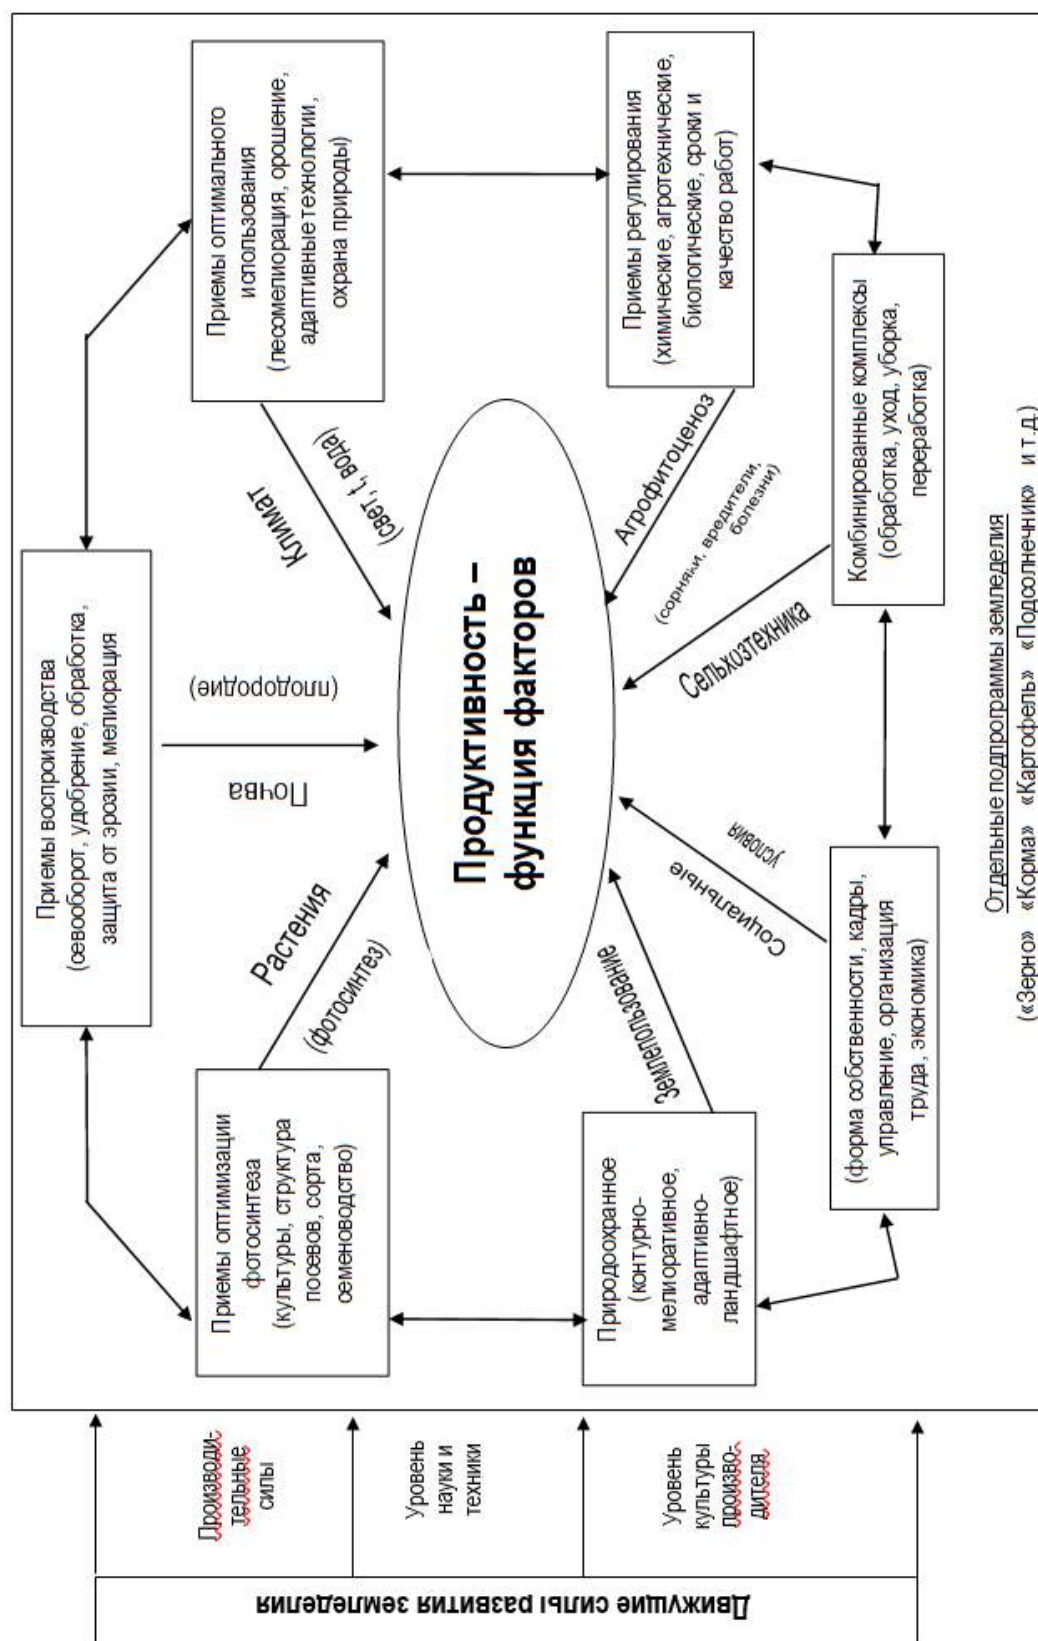 Движущие силы развития земледелия
Производи-
тельные
силы
Уровень
науки и
техники
Уровень
культуры
произво-
дителя
Приемы воспроизводства
(севооборот, удобрение, обработка,
защита от эрозии, мелиорация
Приемы оптимизации
фотосинтеза
(культуры, структура
посевов, сорта,
семеноводство)
Приемы оптимального
использования
(лесомелиорация, орошение,
адаптивные технологии,
охрана природы)
Растения
(фотосинтез)
Почва
(плодородие)
Климат
(свет, t, вода)
Продуктивность –
функция факторов
Природоохранное
(контурно-
мелиоративное,
адаптивно-
ландшафтное)
Землепользование
Социальные
условия
Сельхозтехника
Агрофитоценоз
(сорняки, вредители,
болезни)
Приемы регулирования
(химические, агротехнические,
биологические, сроки и
качество работ)
(форма собственности, кадры,
управление, организация
труда, экономика)
Комбинированные комплексы
(обработка, уход, уборка,
переработка)
Отдельные подпрограммы земледелия
(«Зерно» «Корма» «Картофель» «Подсолнечник» и т.д.)